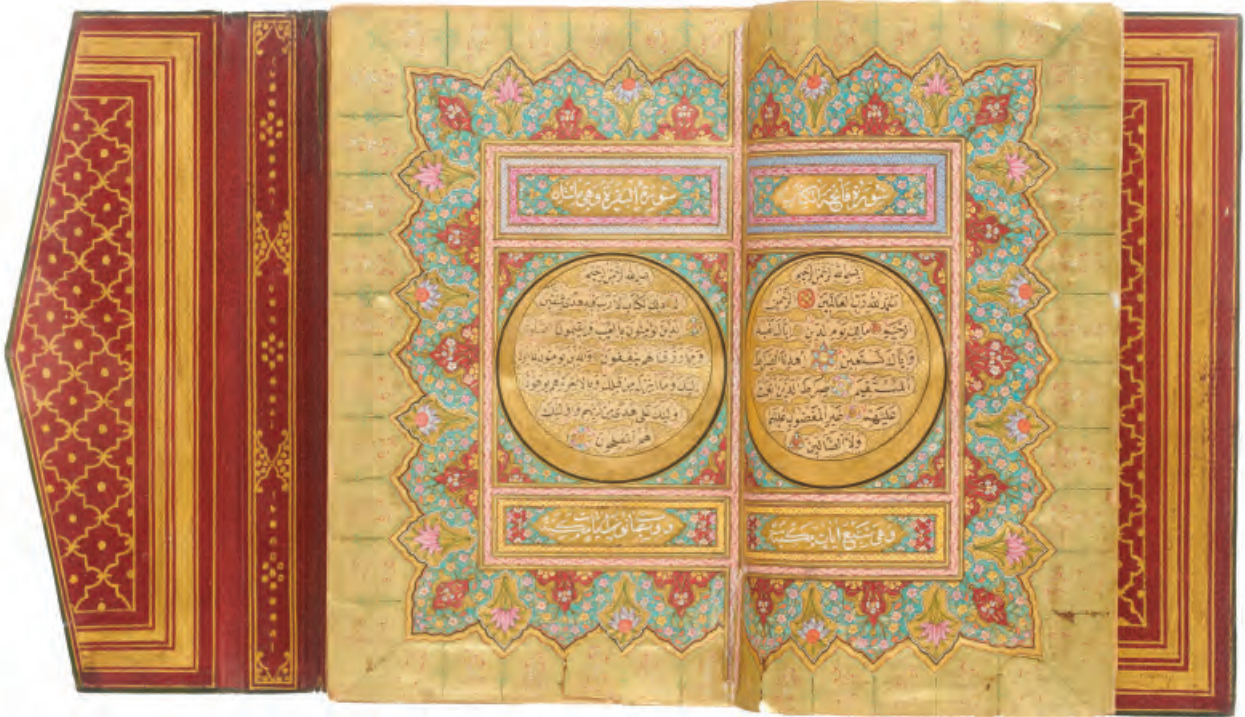 سورة فاتحة الكتاب
بسم الله الرحمن الرحيم
الحمد لله رب العالمين الرحمن
الرحيم مالك يوم الدين اياك نعبد
واياك نستعين اهدنا الصراط
المستقيم صراط الذين انعمت
عليهم غير المغضوب عليهم
ولا الضالين
وهي سبع ايات مكية
سورة البقرة وهي مائتان
بسم الله الرحمن الرحيم
الم ذلك الكتاب لا ريب فيه هدى للمتقين
الذين يؤمنون بالغيب ويقيمون الصلوة
ومما رزقناهم ينفقون والذين يؤمنون بما انزل
اليك وما انزل من قبلك وبالاخرة هم يوقنون
اولئك على هدى من ربهم واولئك
هم المفلحون